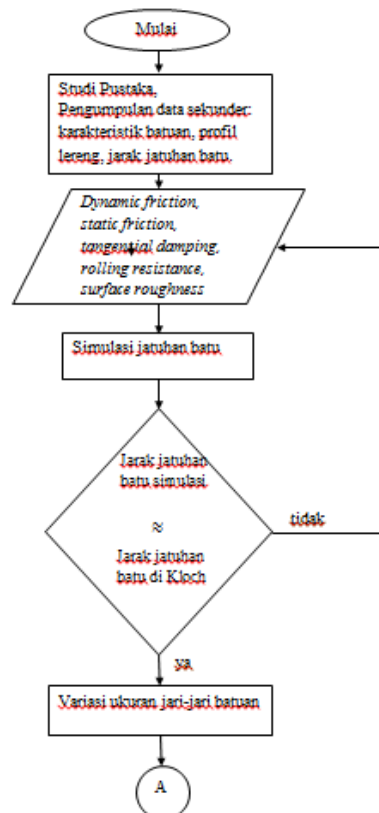 Mulai
Studi Pustaka,
Pengumpulan data sekunder:
karakteristik batuan, profil
lereng, jarak jatuhan batu.
Dynamic friction,
static friction,
tangential damping,
rolling resistance,
surface roughness
Simulasi jatuhan batu
Jarak jatuhan
batu simulasi
≈
Jarak jatuhan
batu di Kloch
tidak
ya
Variasi ukuran jari-jari batuan
A